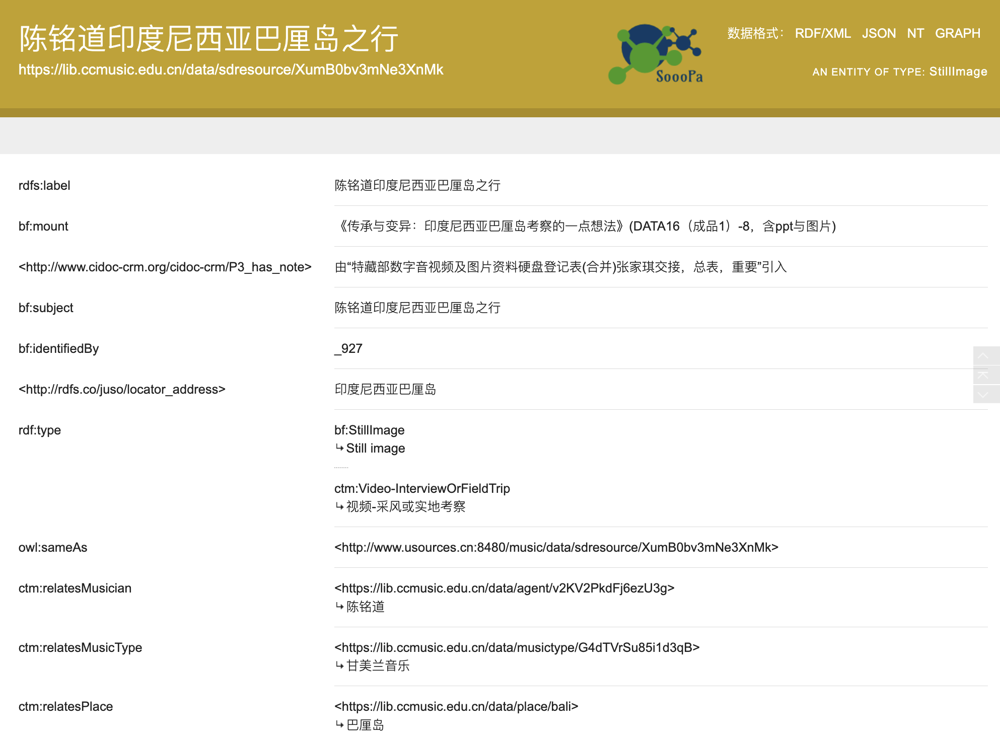 陈铭道印度尼西亚巴厘岛之行
https://lib.ccmusic.edu.cn/data/sdresource/XumB0bv3mNe3XnMk
SoooPa
数据格式： RDF/XML JSON NT GRAPH
AN ENTITY OF TYPE: StillImage
rdfs:label 陈铭道印度尼西亚巴厘岛之行
bf:mount 《传承与变异：印度尼西亚巴厘岛考察的一点想法》(DATA16（成品1）-8，含ppt与图片)
<http://www.cidoc-crm.org/cidoc-crm/P3_has_note> 由“特藏部数字音视频及图片资料硬盘登记表(合并)张家琪交接，总表，重要”引入
bf:subject 陈铭道印度尼西亚巴厘岛之行
bf:identifiedBy _927
<http://rdfs.co/juso/locator_address> 印度尼西亚巴厘岛
rdf:type bf:StillImage
↳ Still image
ctm:Video-InterviewOrFieldTrip
↳ 视频-采风或实地考察
owl:sameAs <http://www.usources.cn:8480/music/data/sdresource/XumB0bv3mNe3XnMk>
ctm:relatesMusician <https://lib.ccmusic.edu.cn/data/agent/v2KV2PkdFj6ezU3g>
↳ 陈铭道
ctm:relatesMusicType <https://lib.ccmusic.edu.cn/data/musictype/G4dTVrSu85i1d3qB>
↳ 甘美兰音乐
ctm:relatesPlace <https://lib.ccmusic.edu.cn/data/place/bali>
↳ 巴厘岛